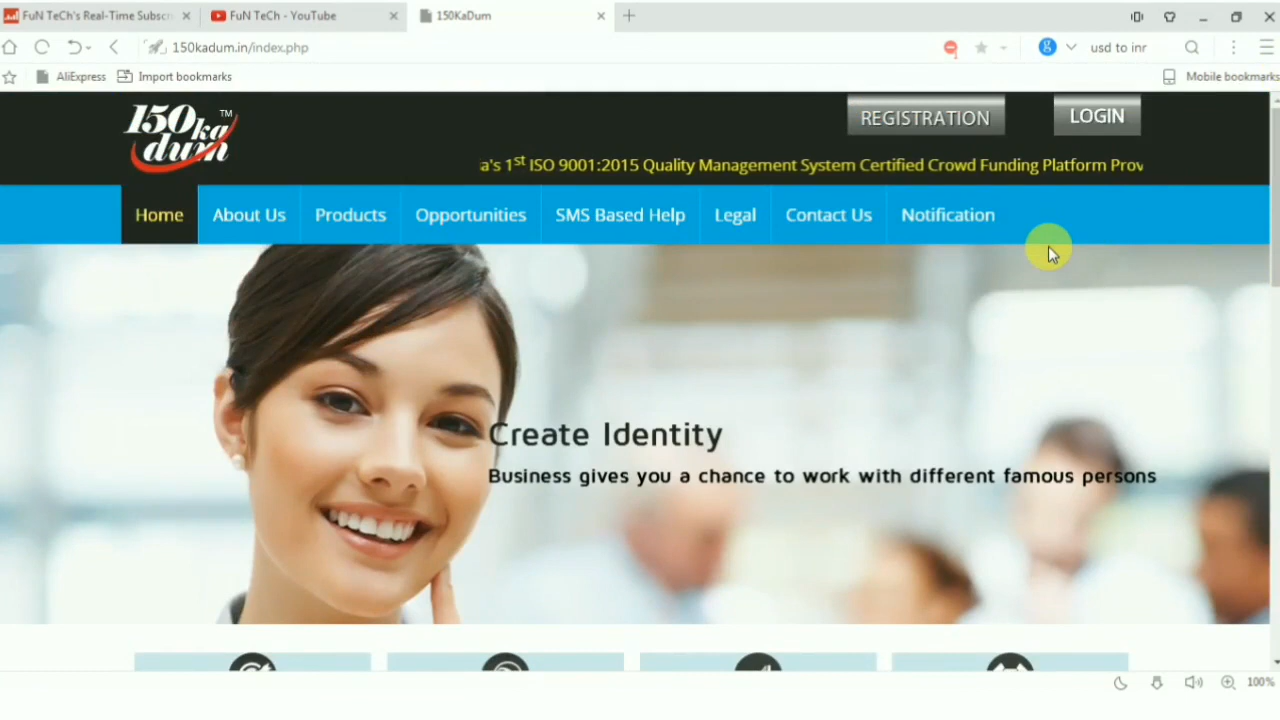 FuN TeCh's Real-Time Subscri
FuN TeCh - YouTube
150KaDum
150kadum.in/index.php
usd to inr
AliExpress
Import bookmarks
Mobile bookmarks
150ka
dum
TM
REGISTRATION
LOGIN
a's 1st ISO 9001:2015 Quality Management System Certified Crowd Funding Platform Prov
Home
About Us
Products
Opportunities
SMS Based Help
Legal
Contact Us
Notification
Create Identity
Business gives you a chance to work with different famous persons
100%